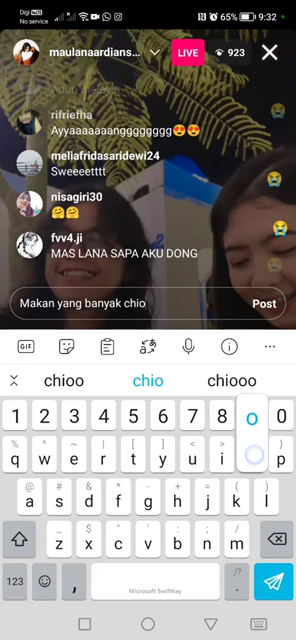 Digi VoLTE
No service
65% 9:32
maulanaardians... LIVE 923
rifriefha
Ayyaaaaaaanggggggg😍😍
meliafridasaridewi24
Sweeeetttt
nisagiri30
🤗🤗
fvv4.ji
MAS LANA SAPA AKU DONG
Makan yang banyak chio Post
GIF
chioo chio chiooo
1 2 3 4 5 6 7 8 o 0
% ^ ~ | [ ] < > }
q w e r t y u i p
@ # & * - + = ( )
a s d f g h j k l
_ $ " ' : ; /
z x c v b n m
123 , Microsoft SwiftKey .
,!?